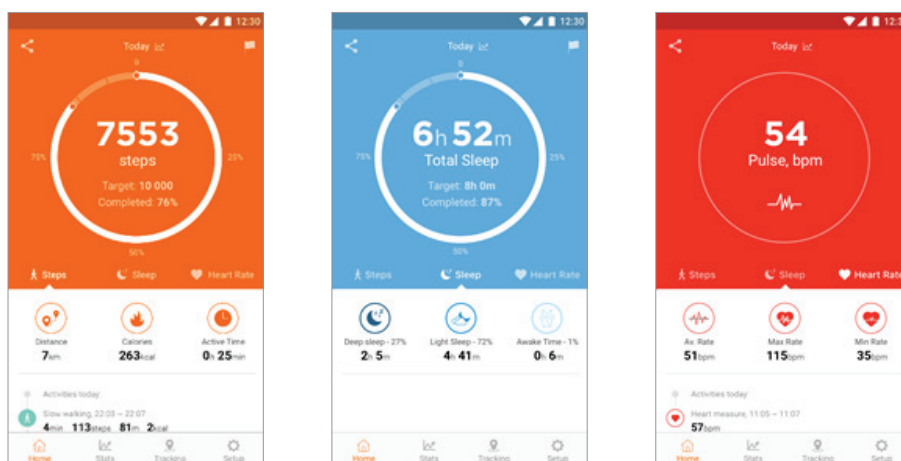 12:30
Today
0
75%
25%
7553
steps
Target: 10 000
Completed: 76%
50%
Steps Sleep Heart Rate
Distance Calories Active Time
7km 263kcal 0h 25min
Activities today
Slow walking, 22:03 – 22:07
4min 113steps 81m 2kcal
Home Stats Tracking Setup
12:30
Today
0
75%
25%
6h 52m
Total Sleep
Target: 8h 0m
Completed: 87%
50%
Steps Sleep Heart Rate
Deep sleep - 27% Light Sleep - 72% Awake Time - 1%
2h 5m 4h 41m 0h 6m
Home Stats Tracking Setup
Today
54
Pulse, bpm
Steps Sleep Heart Rate
Av. Rate Max Rate Min Rate
51bpm 115bpm 35bpm
Activities today
Heart measure, 11:05 – 11:07
57bpm
Home Stats Tracking Setup